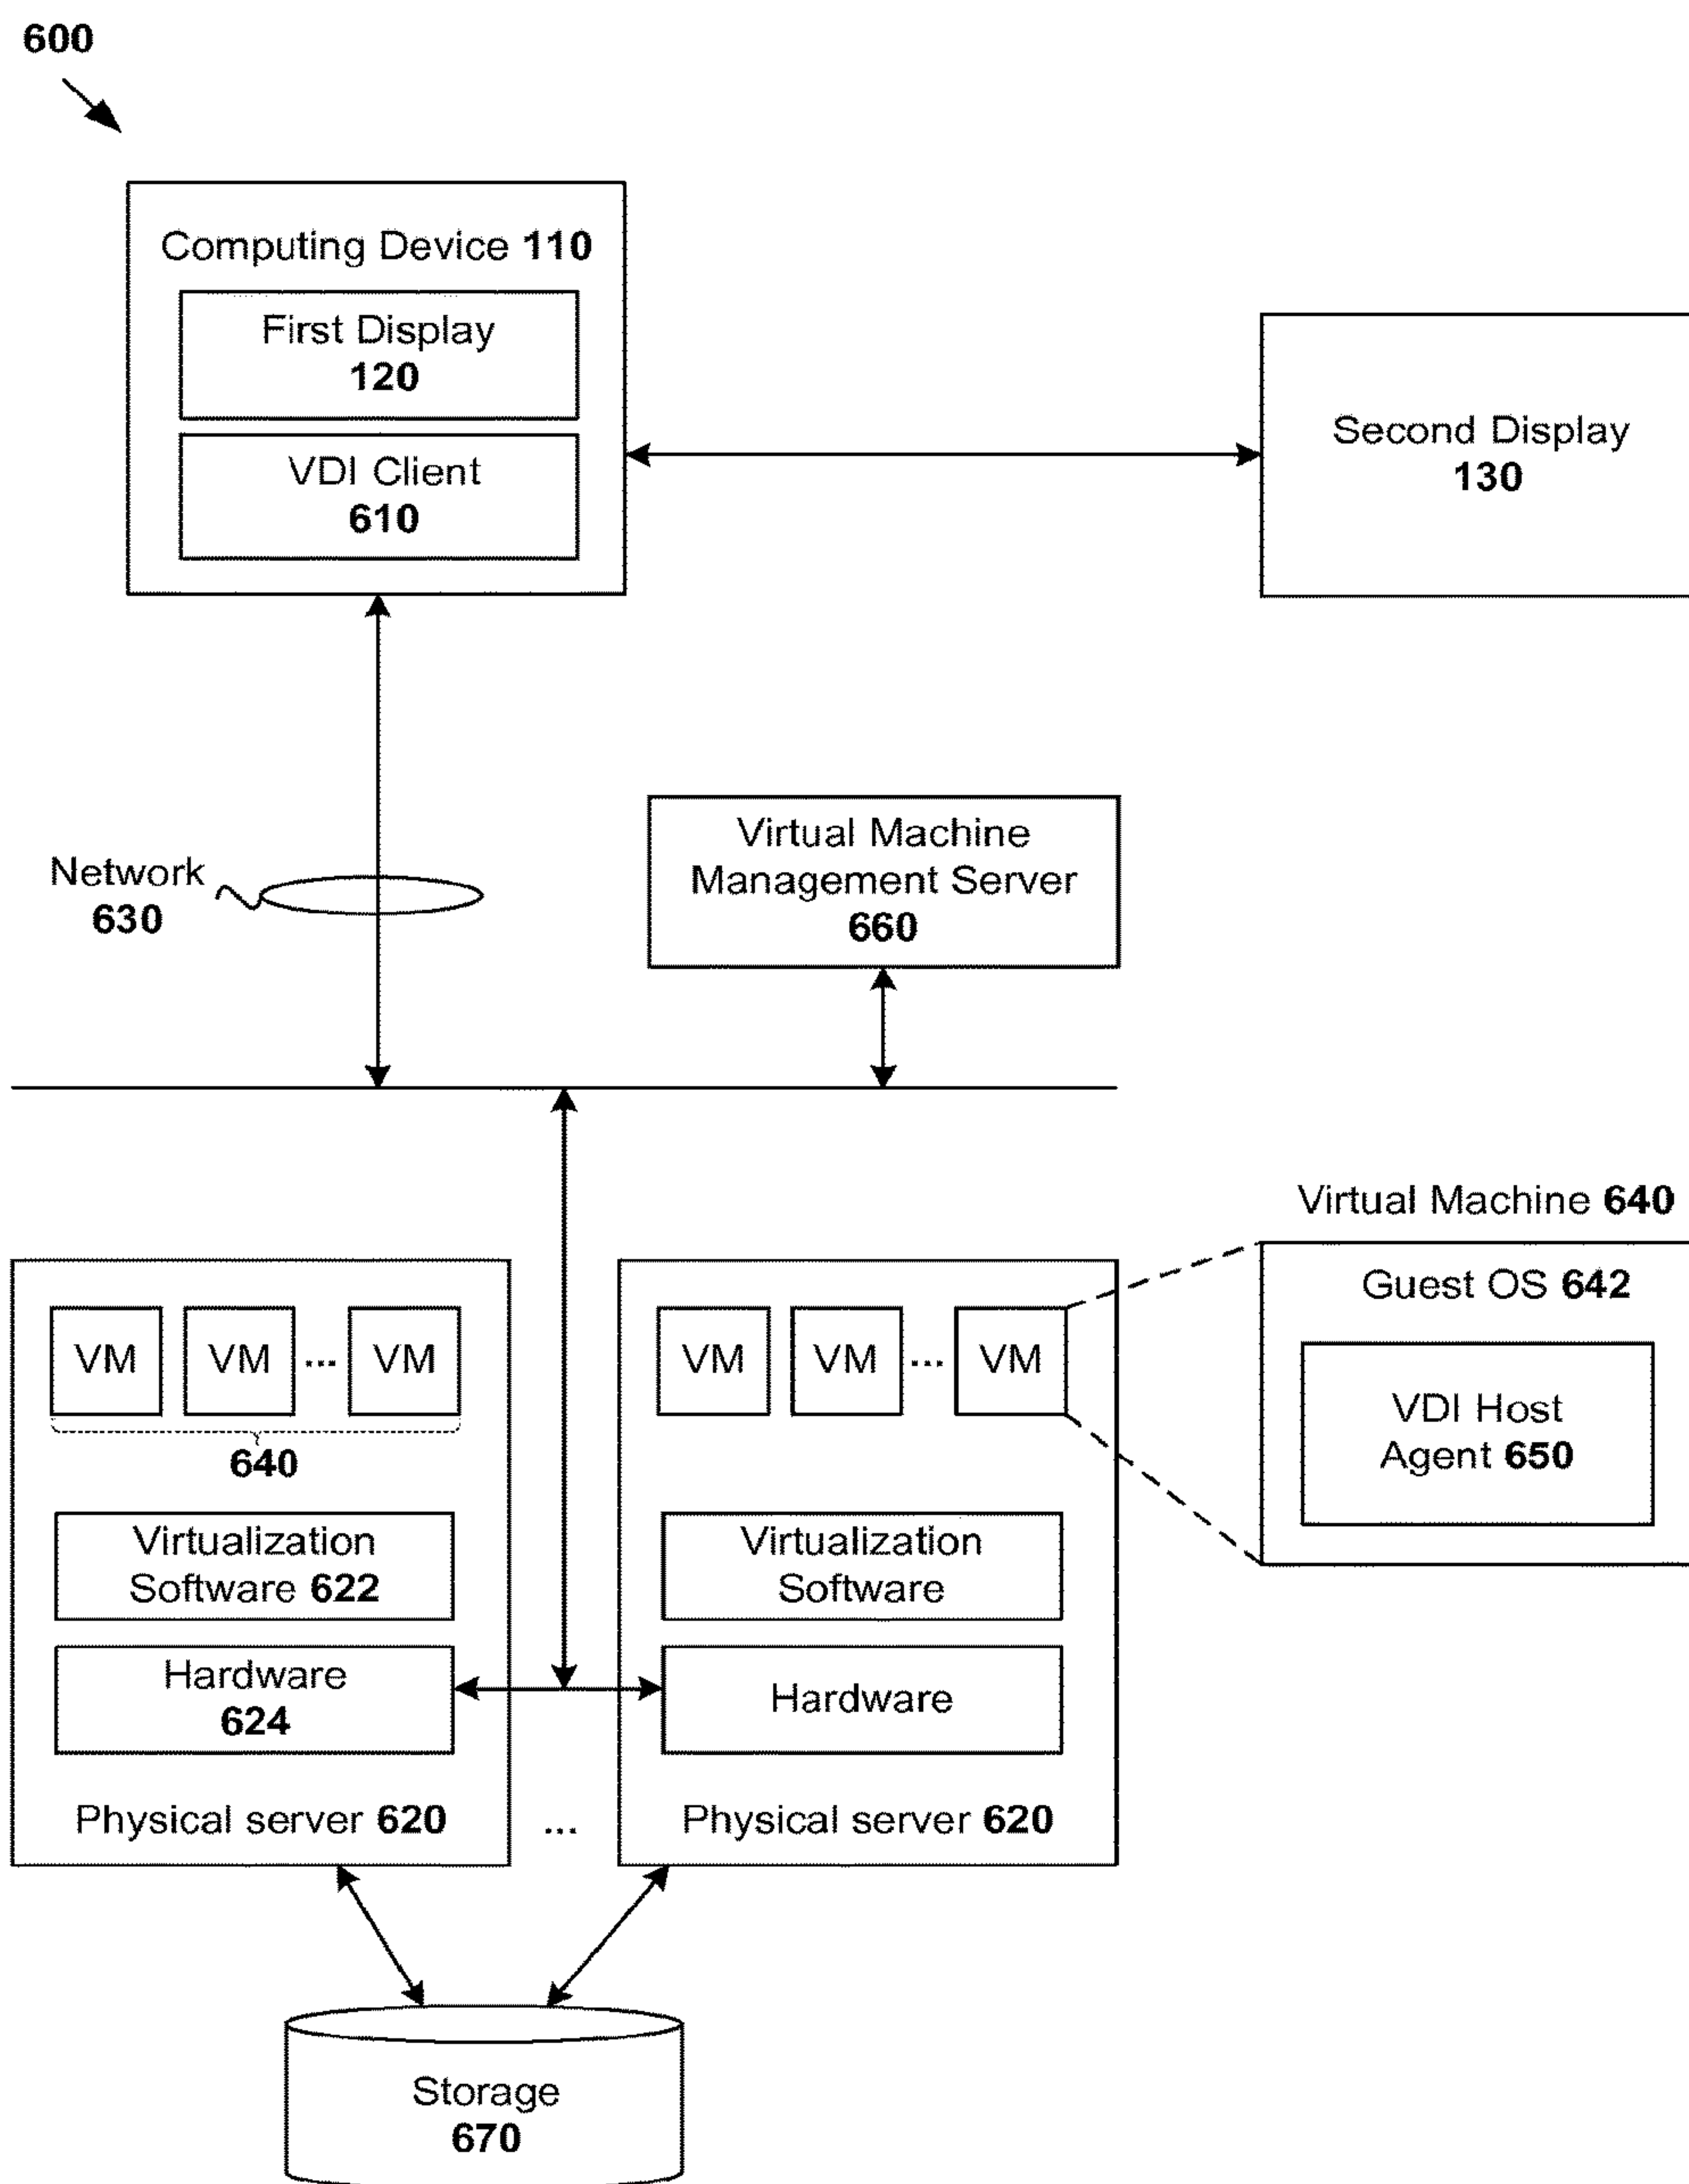 600
Computing Device 110
First Display
120
VDI Client
610
Second Display
130
Network
630
Virtual Machine
Management Server
660
Virtual Machine 640
Guest OS 642
VDI Host
Agent 650
VM VM ... VM
640
Virtualization
Software 622
Hardware
624
Physical server 620
...
VM VM ... VM
Virtualization
Software
Hardware
Physical server 620
Storage
670